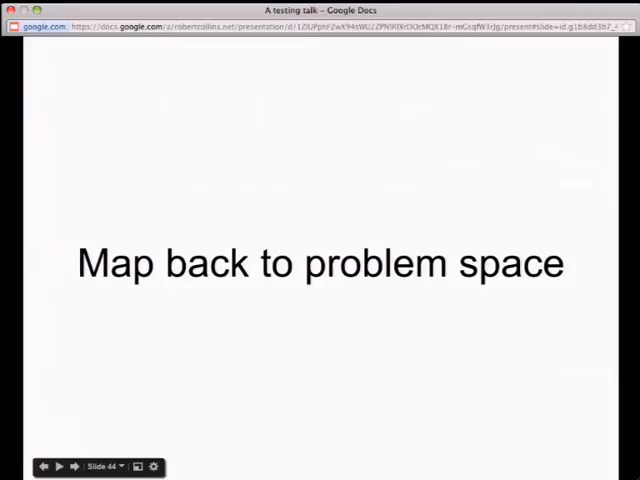 A testing talk – Google Docs
google.com
Map back to problem space
Slide 44